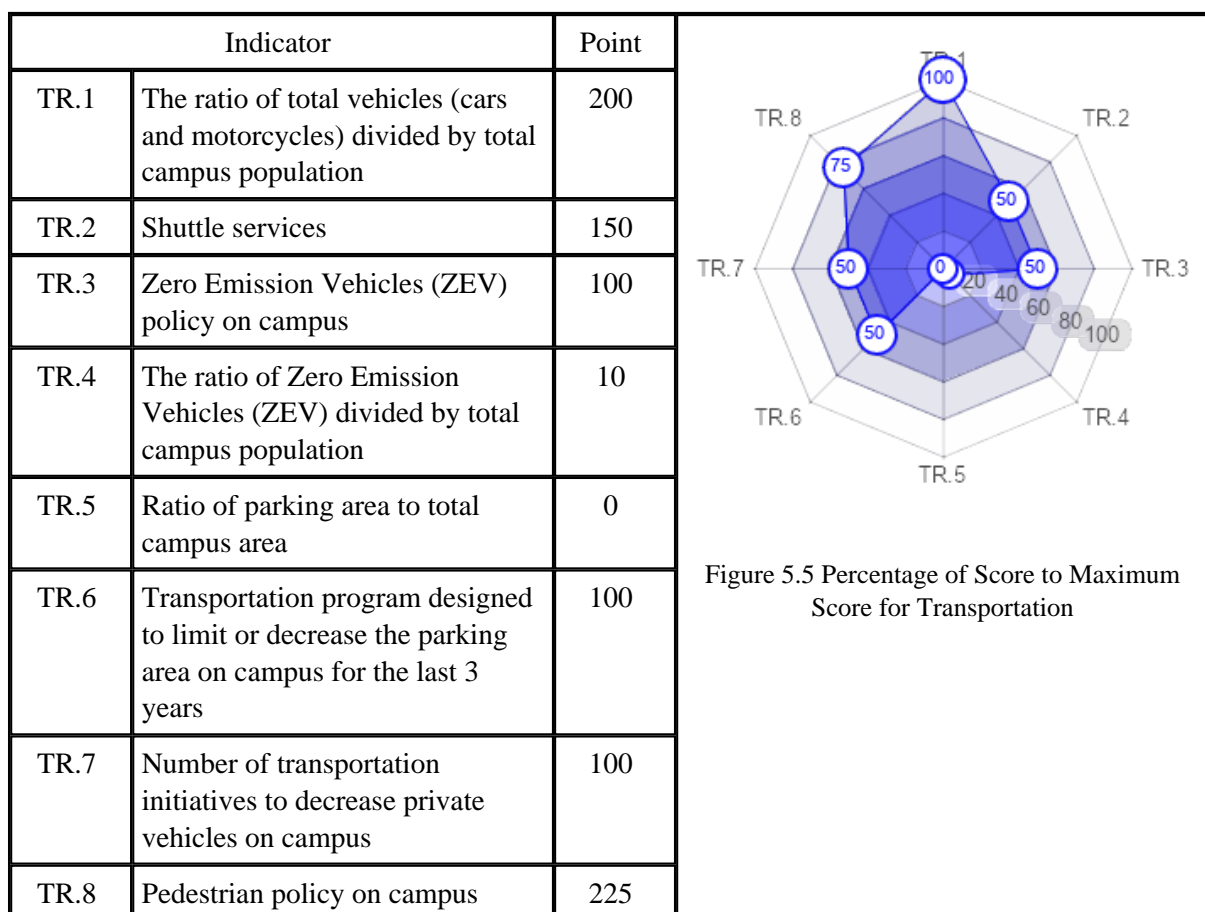 Indicator Point
TR.1 The ratio of total vehicles (cars 200
and motorcycles) divided by total
campus population
TR.2 Shuttle services 150
TR.3 Zero Emission Vehicles (ZEV) 100
policy on campus
TR.4 The ratio of Zero Emission 10
Vehicles (ZEV) divided by total
campus population
TR.5 Ratio of parking area to total 0
campus area
TR.6 Transportation program designed 100
to limit or decrease the parking
area on campus for the last 3
years
TR.7 Number of transportation 100
initiatives to decrease private
vehicles on campus
TR.8 Pedestrian policy on campus 225
TR.1
100
TR.8 TR.2
75
50
TR.7 50 0 50 TR.3
20
40
60
80
100
50
TR.6 TR.4
TR.5
Figure 5.5 Percentage of Score to Maximum
Score for Transportation